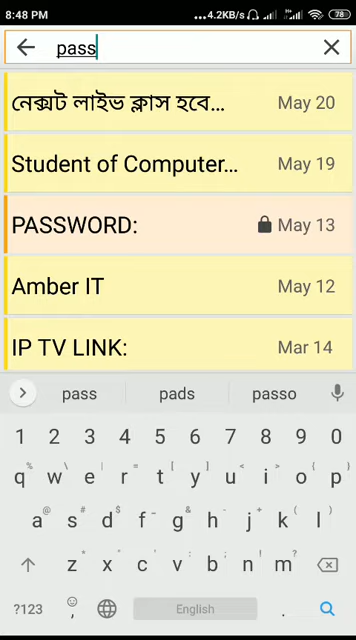 8:48 PM ...4.2KB/s 78
pass
নেক্সট লাইভ ক্লাস হবে... May 20
Student of Computer... May 19
PASSWORD: May 13
Amber IT May 12
IP TV LINK: Mar 14
pass pads passo
1 2 3 4 5 6 7 8 9 0
q% w\ e| r= t[ y] u< i> o{ p}
a@ s# d$ f− g& h- j+ k( l)
z* x" c' v: b; n! m?
?123 , English .